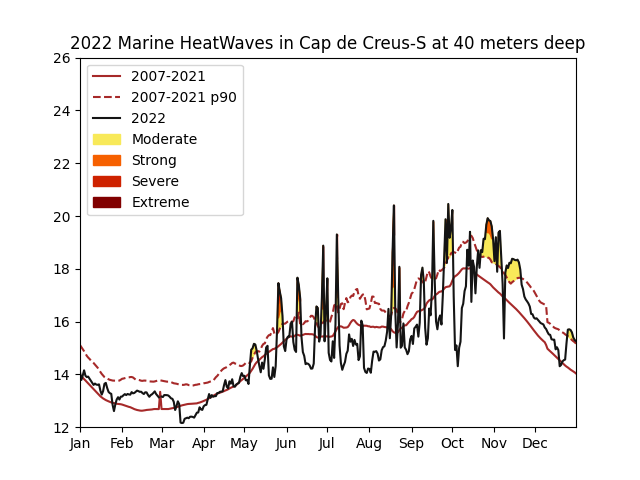 2022 Marine HeatWaves in Cap de Creus-S at 40 meters deep
2007-2021
2007-2021 p90
2022
Moderate
Strong
Severe
Extreme
26
24
22
20
18
16
14
12
Jan Feb Mar Apr May Jun Jul Aug Sep Oct Nov Dec